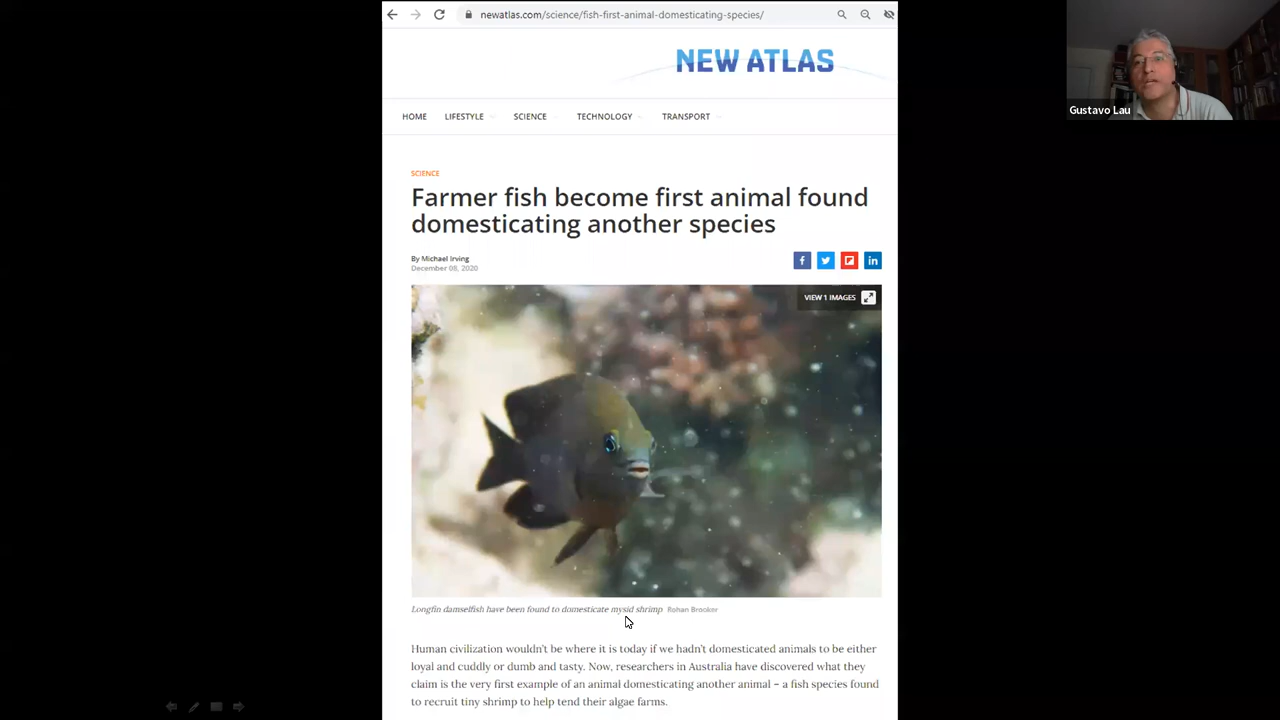 newatlas.com/science/fish-first-animal-domesticating-species/
NEW ATLAS
Gustavo Lau
HOME LIFESTYLE SCIENCE TECHNOLOGY TRANSPORT
SCIENCE
Farmer fish become first animal found
domesticating another species
By Michael Irving
December 08, 2020
VIEW 1 IMAGES
Longfin damselfish have been found to domesticate mysid shrimp Rohan Brooker
Human civilization wouldn't be where it is today if we hadn't domesticated animals to be either
loyal and cuddly or dumb and tasty. Now, researchers in Australia have discovered what they
claim is the very first example of an animal domesticating another animal – a fish species found
to recruit tiny shrimp to help tend their algae farms.